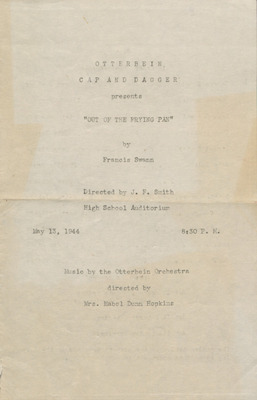 OTTERBEIN
CAP AND DAGGER
presents
"OUT OF THE FRYING PAN"
by
Francis Swann
Directed by J. F. Smith
High School Auditorium
May 13, 1944 8:30 P. M.
Music by the Otterbein Orchestra
directed by
Mrs. Mabel Dunn Hopkins